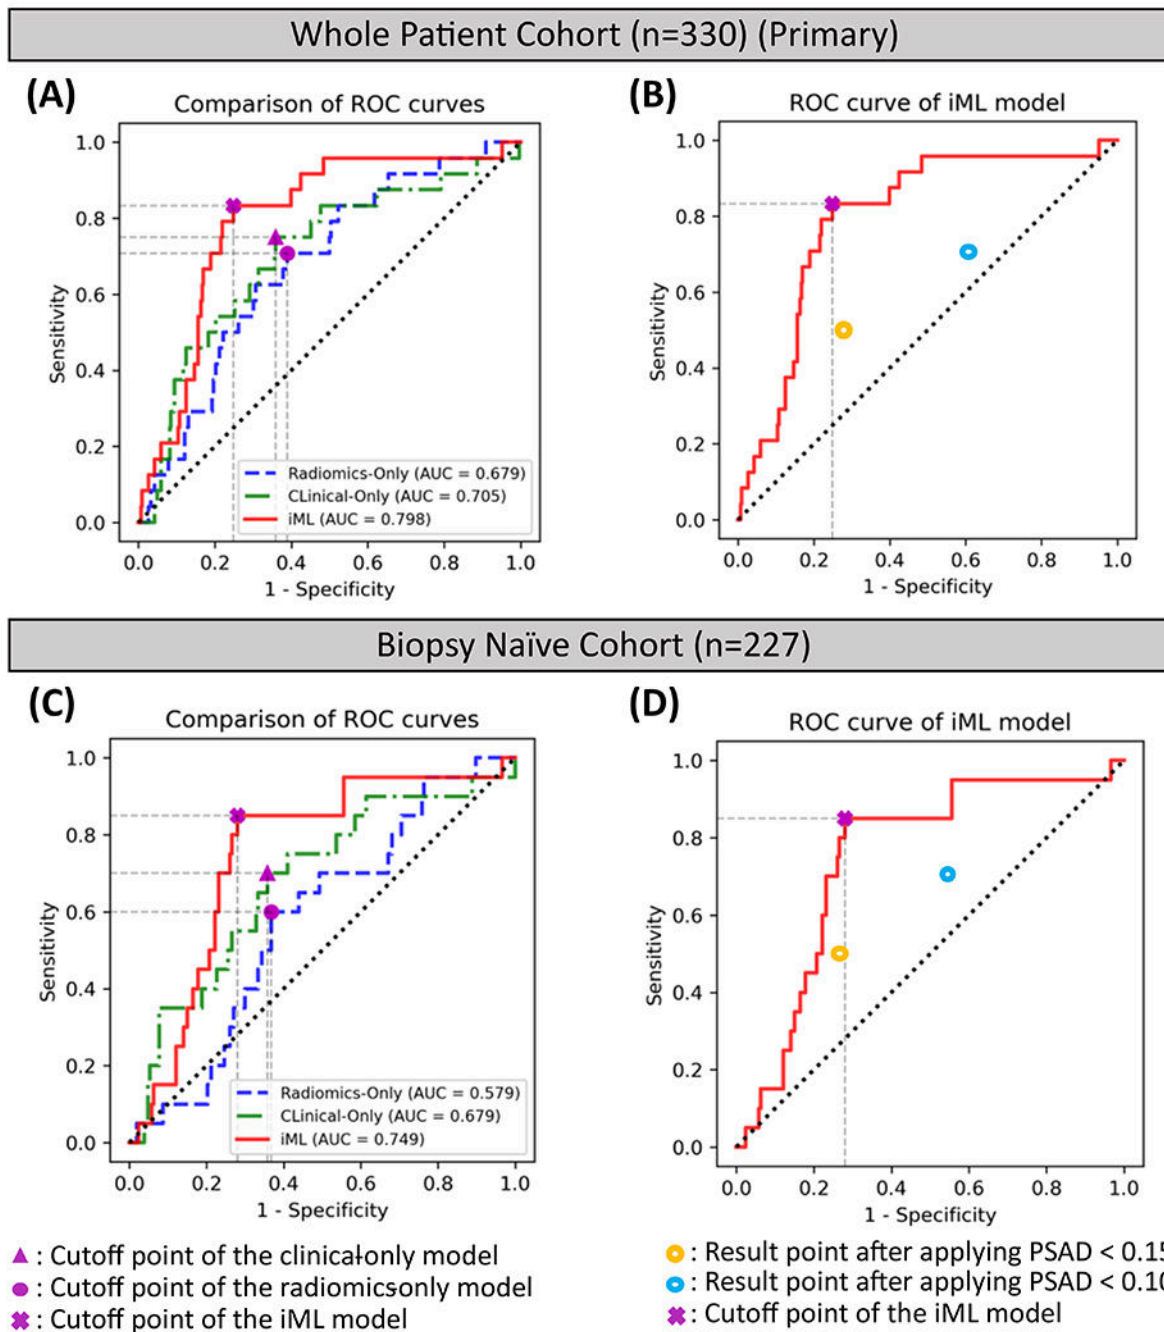 Whole Patient Cohort (n=330) (Primary)
(A)
Comparison of ROC curves
1.0
0.8
0.6
0.4
0.2
0.0
Sensitivity
Radiomics-Only (AUC = 0.679)
CLinical-Only (AUC = 0.705)
iML (AUC = 0.798)
0.0 0.2 0.4 0.6 0.8 1.0
1 - Specificity
(B)
ROC curve of iML model
1.0
0.8
0.6
0.4
0.2
0.0
Sensitivity
0.0 0.2 0.4 0.6 0.8 1.0
1 - Specificity
Biopsy Naïve Cohort (n=227)
(C)
Comparison of ROC curves
1.0
0.8
0.6
0.4
0.2
0.0
Sensitivity
Radiomics-Only (AUC = 0.579)
CLinical-Only (AUC = 0.679)
iML (AUC = 0.749)
0.0 0.2 0.4 0.6 0.8 1.0
1 - Specificity
(D)
ROC curve of iML model
1.0
0.8
0.6
0.4
0.2
0.0
Sensitivity
0.0 0.2 0.4 0.6 0.8 1.0
1 - Specificity
: Cutoff point of the clinical-only model
: Cutoff point of the radiomics-only model
: Cutoff point of the iML model
: Result point after applying PSAD < 0.15
: Result point after applying PSAD < 0.10
: Cutoff point of the iML model